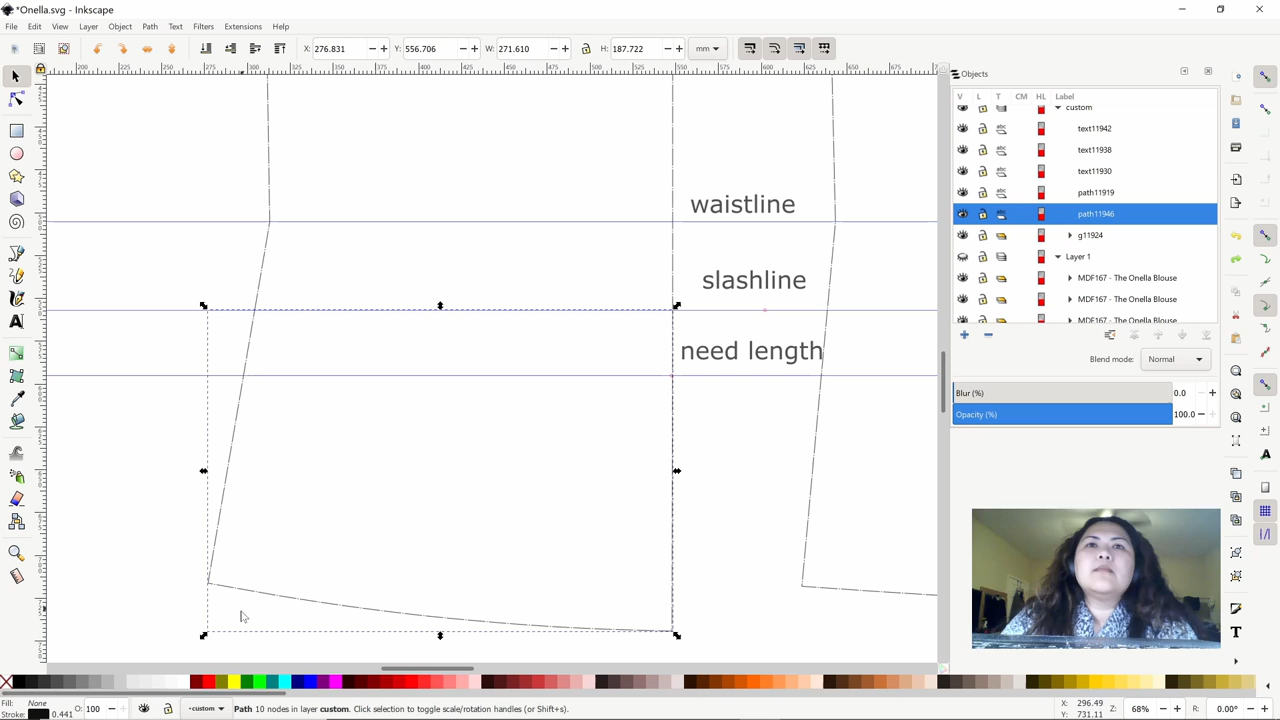 *Onella.svg - Inkscape
File Edit View Layer Object Path Filters Text Extensions Help
X: 276.831 Y: 556.706 W: 271.610 H: 187.722 mm
Objects
V L T CM HL Label
custom
text11942
text11938
text11930
path11919
path11946
g11924
Layer 1
MDF167 - The Onella Blouse
MDF167 - The Onella Blouse
MDF167 - The Onella Blouse
Blend mode: Normal
Blur (%) 0.0
Opacity (%) 100.0
waistline
slashline
need length
Fill: None
Stroke: 0.441
O: 100
custom
Path 10 nodes in layer custom. Click selection to toggle scale/rotation handles (or Shift+s).
X: 296.49
Y: 731.11
Z: 68%
R: 0.00°